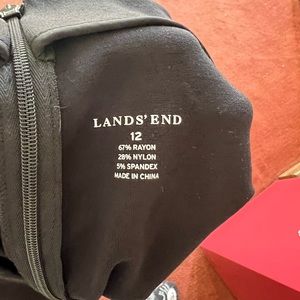 LANDS' END
12
67% RAYON
28% NYLON
5% SPANDEX
MADE IN CHINA